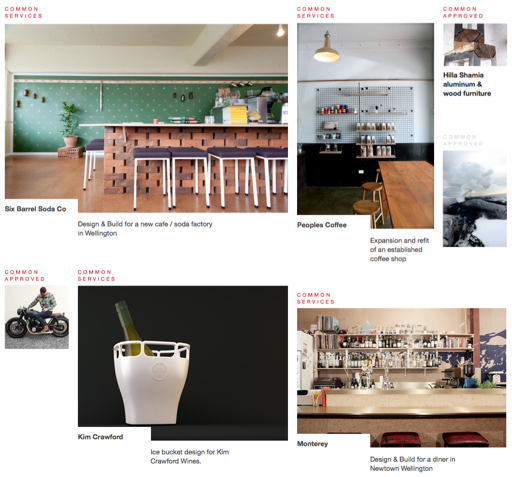 COMMON
SERVICES
Six Barrel Soda Co
Design & Build for a new cafe / soda factory
in Wellington
COMMON
SERVICES
Peoples Coffee
Expansion and refit
of an established
coffee shop
COMMON
APPROVED
Hilla Shamia
aluminum &
wood furniture
COMMON
APPROVED
COMMON
APPROVED
COMMON
SERVICES
Kim Crawford
Ice bucket design for Kim
Crawford Wines.
COMMON
SERVICES
Monterey
Design & Build for a diner in
Newtown Wellington